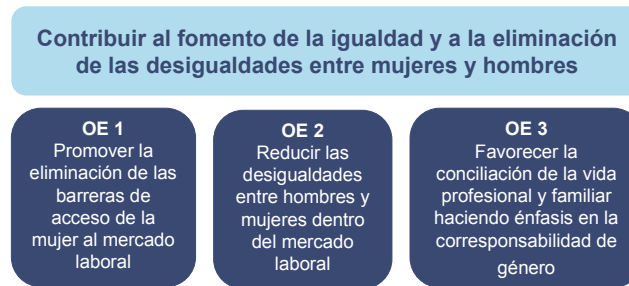 Contribuir al fomento de la igualdad y a la eliminación
de las desigualdades entre mujeres y hombres
OE 1
Promover la
eliminación de las
barreras de
acceso de la
mujer al mercado
laboral
OE 2
Reducir las
desigualdades
entre hombres y
mujeres dentro
del mercado
laboral
OE 3
Favorecer la
conciliación de la vida
profesional y familiar
haciendo énfasis en la
corresponsabilidad de
género